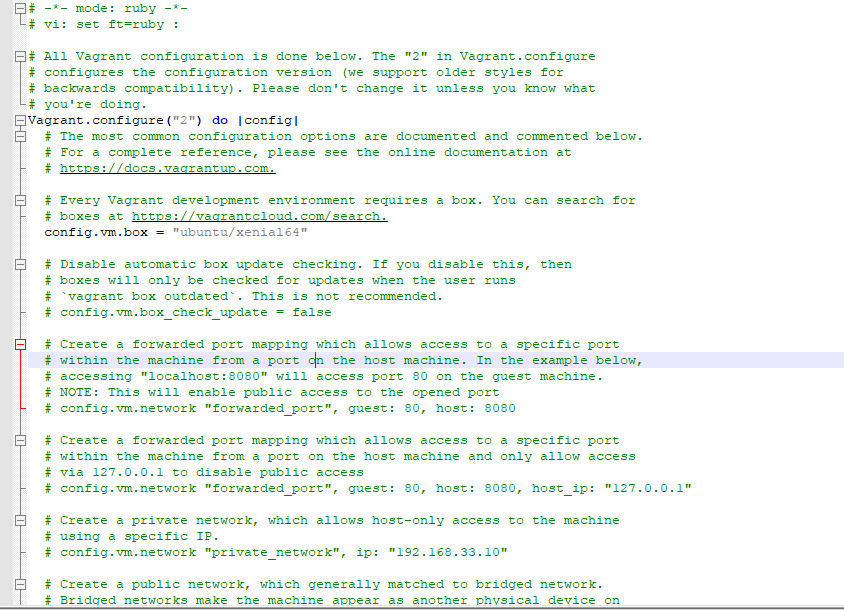 # -*- mode: ruby -*-
# vi: set ft=ruby :
# All Vagrant configuration is done below. The "2" in Vagrant.configure
# configures the configuration version (we support older styles for
# backwards compatibility). Please don't change it unless you know what
# you're doing.
Vagrant.configure("2") do |config|
# The most common configuration options are documented and commented below.
# For a complete reference, please see the online documentation at
# https://docs.vagrantup.com.
# Every Vagrant development environment requires a box. You can search for
# boxes at https://vagrantcloud.com/search.
config.vm.box = "ubuntu/xenial64"
# Disable automatic box update checking. If you disable this, then
# boxes will only be checked for updates when the user runs
# `vagrant box outdated`. This is not recommended.
# config.vm.box_check_update = false
# Create a forwarded port mapping which allows access to a specific port
# within the machine from a port on the host machine. In the example below,
# accessing "localhost:8080" will access port 80 on the guest machine.
# NOTE: This will enable public access to the opened port
# config.vm.network "forwarded_port", guest: 80, host: 8080
# Create a forwarded port mapping which allows access to a specific port
# within the machine from a port on the host machine and only allow access
# via 127.0.0.1 to disable public access
# config.vm.network "forwarded_port", guest: 80, host: 8080, host_ip: "127.0.0.1"
# Create a private network, which allows host-only access to the machine
# using a specific IP.
# config.vm.network "private_network", ip: "192.168.33.10"
# Create a public network, which generally matched to bridged network.
# Bridged networks make the machine appear as another physical device on